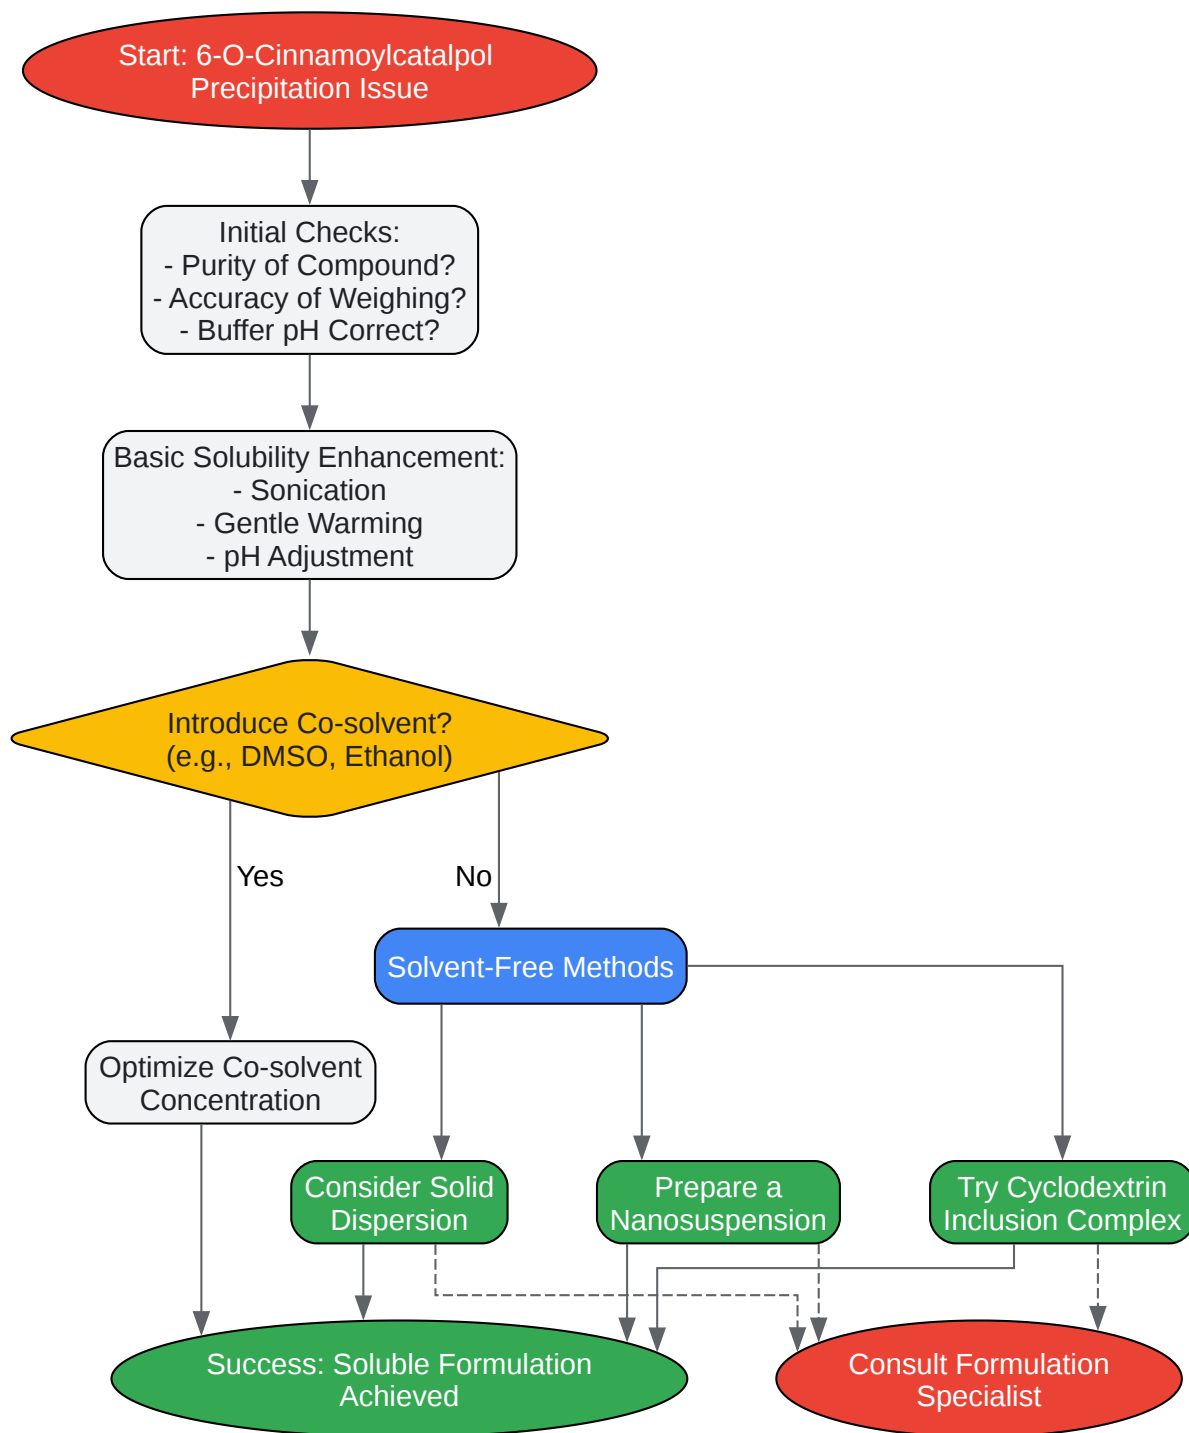 Start: 6-O-Cinnamoylcatalpol
Precipitation Issue
Initial Checks:
- Purity of Compound?
- Accuracy of Weighing?
- Buffer pH Correct?
Basic Solubility Enhancement:
- Sonication
- Gentle Warming
- pH Adjustment
Introduce Co-solvent?
(e.g., DMSO, Ethanol)
Yes
No
Solvent-Free Methods
Optimize Co-solvent
Concentration
Consider Solid
Dispersion
Prepare a
Nanosuspension
Try Cyclodextrin
Inclusion Complex
Success: Soluble Formulation
Achieved
Consult Formulation
Specialist